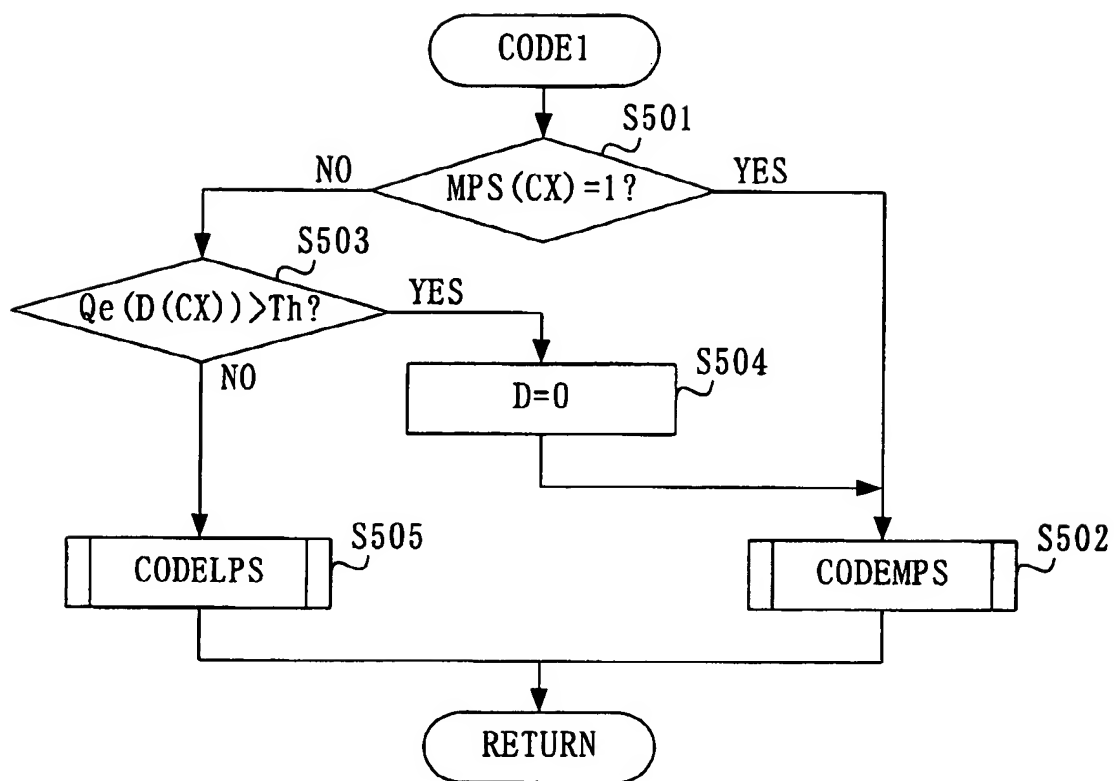 CODE1
S501
MPS(CX)=1?
NO
YES
S503
Qe(D(CX))>Th?
YES
NO
S504
D=0
CODELPS
S505
CODEMPS
S502
RETURN